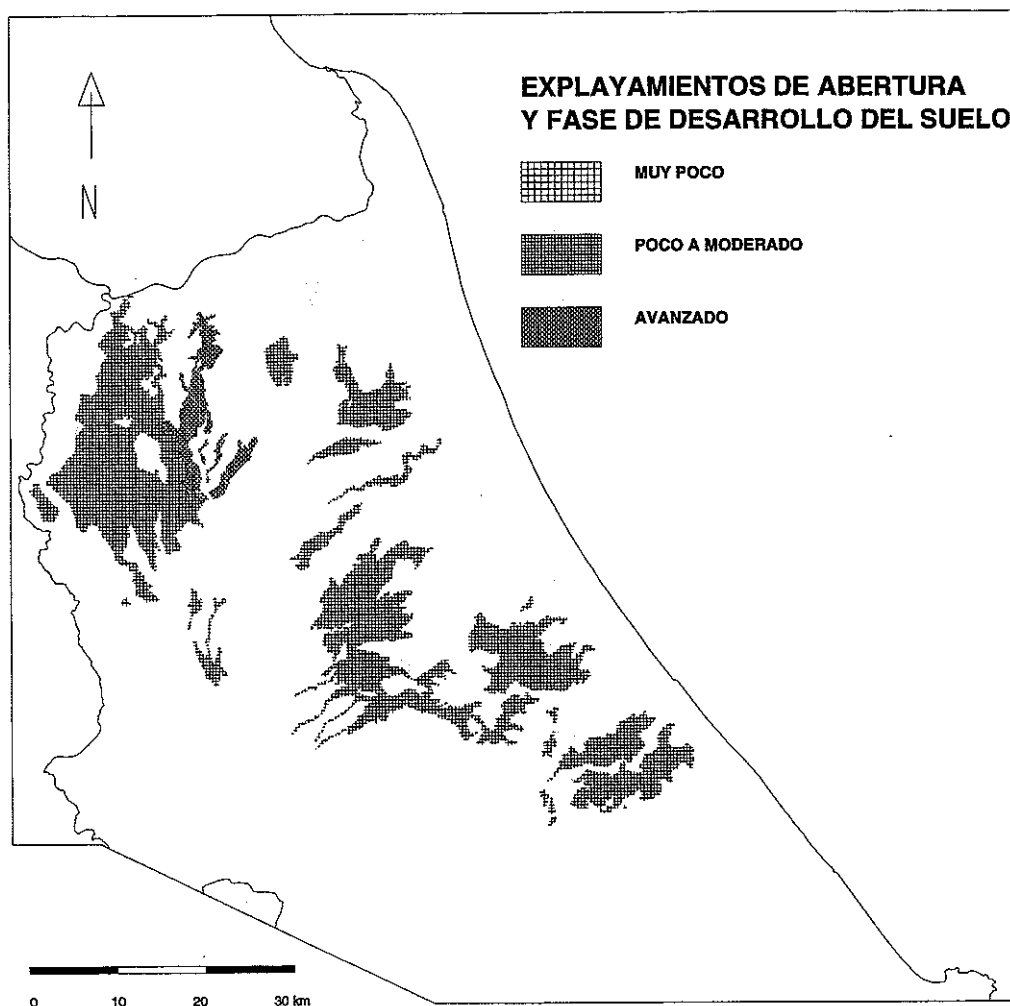 EXPLAYAMIENTOS DE ABERTURA
Y FASE DE DESARROLLO DEL SUELO
MUY POCO
N
POCO A MODERADO
AVANZADO
0 10 20 30 km